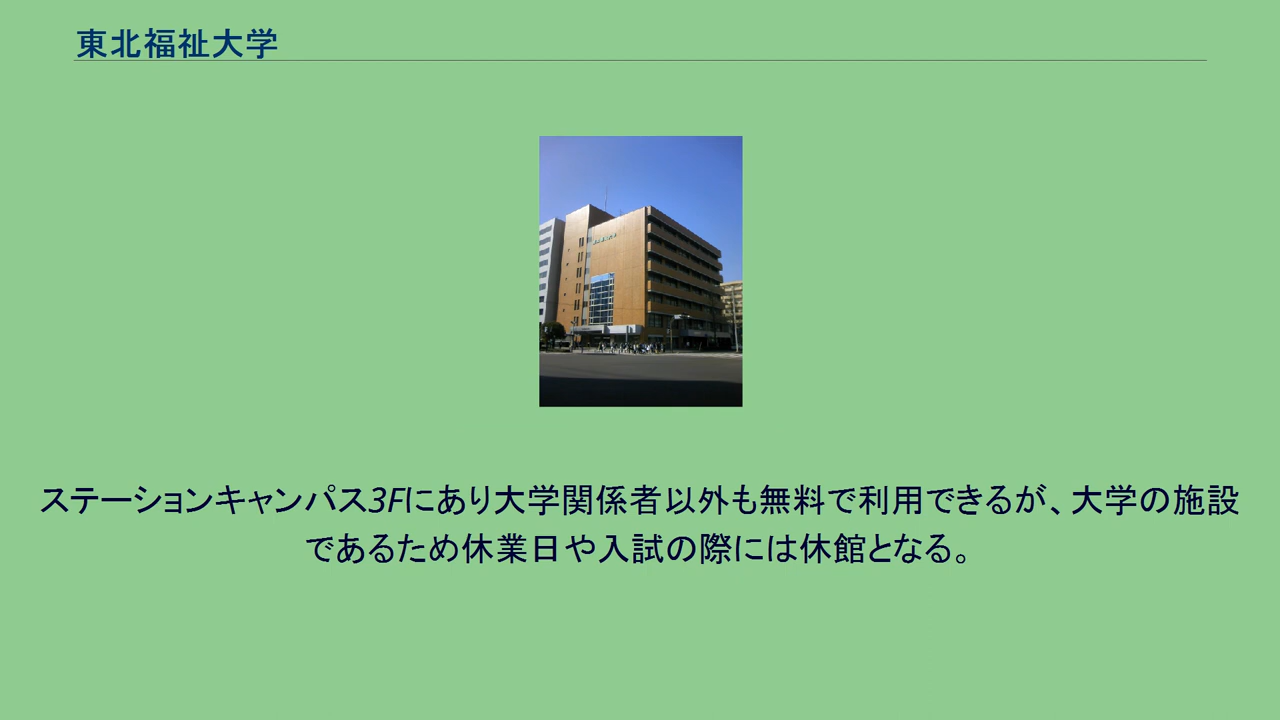 東北福祉大学
ステーションキャンパス3Fにあり大学関係者以外も無料で利用できるが、大学の施設
であるため休業日や入試の際には休館となる。